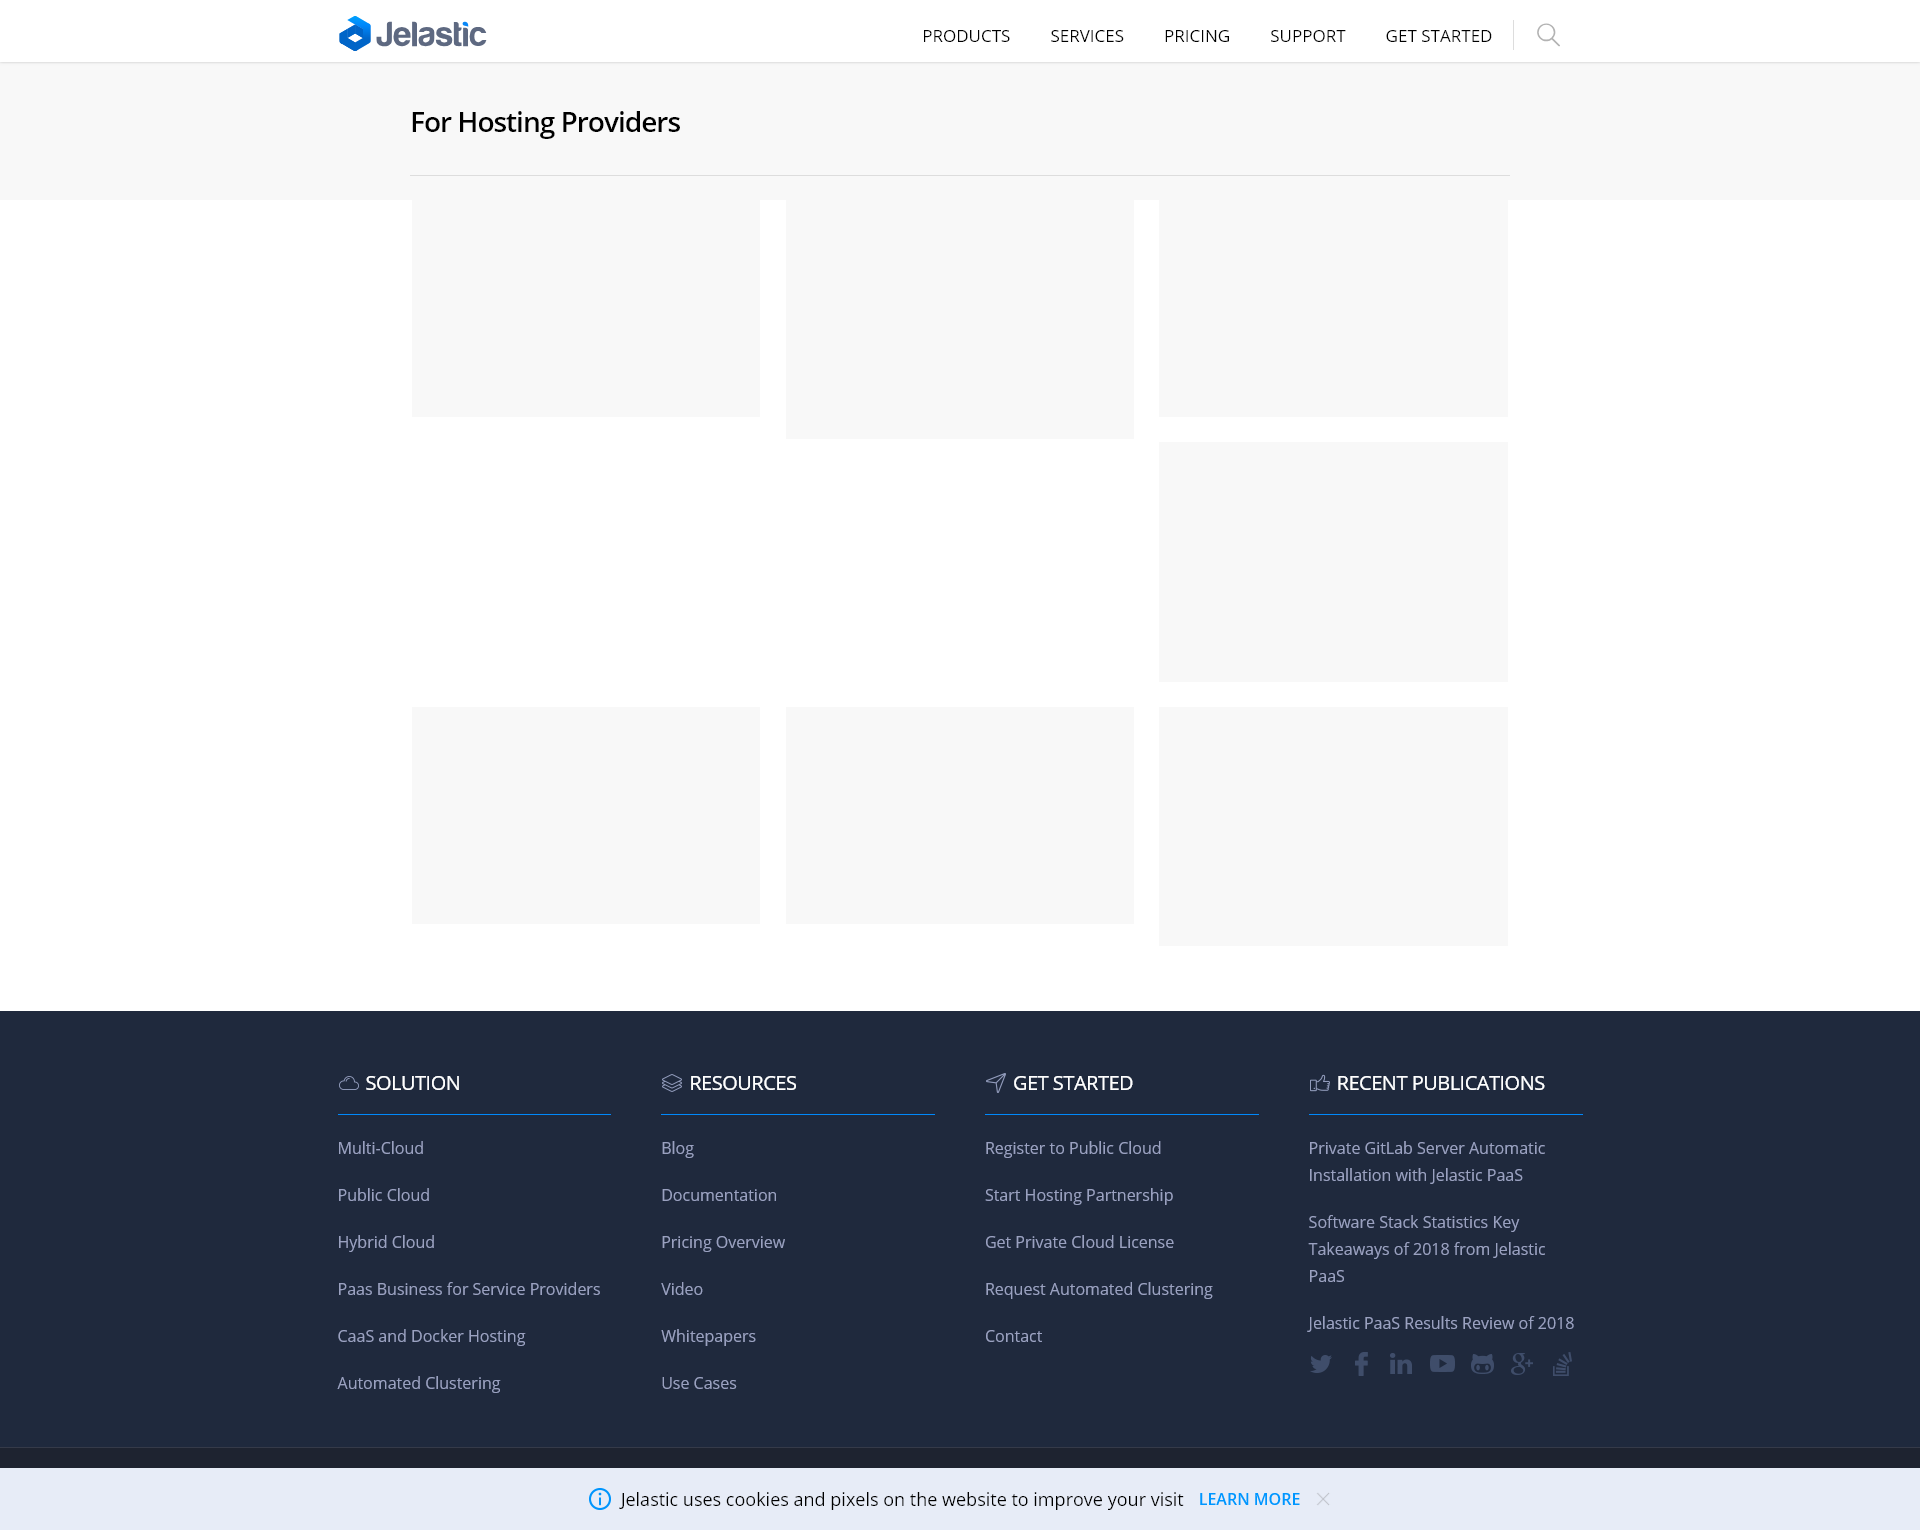 Jelastic
PRODUCTS
SERVICES
PRICING
SUPPORT
GET STARTED
For Hosting Providers
SOLUTION
Multi-Cloud
Public Cloud
Hybrid Cloud
Paas Business for Service Providers
CaaS and Docker Hosting
Automated Clustering
RESOURCES
Blog
Documentation
Pricing Overview
Video
Whitepapers
Use Cases
GET STARTED
Register to Public Cloud
Start Hosting Partnership
Get Private Cloud License
Request Automated Clustering
Contact
RECENT PUBLICATIONS
Private GitLab Server Automatic
Installation with Jelastic PaaS
Software Stack Statistics Key
Takeaways of 2018 from Jelastic
PaaS
Jelastic PaaS Results Review of 2018
Jelastic uses cookies and pixels on the website to improve your visit LEARN MORE